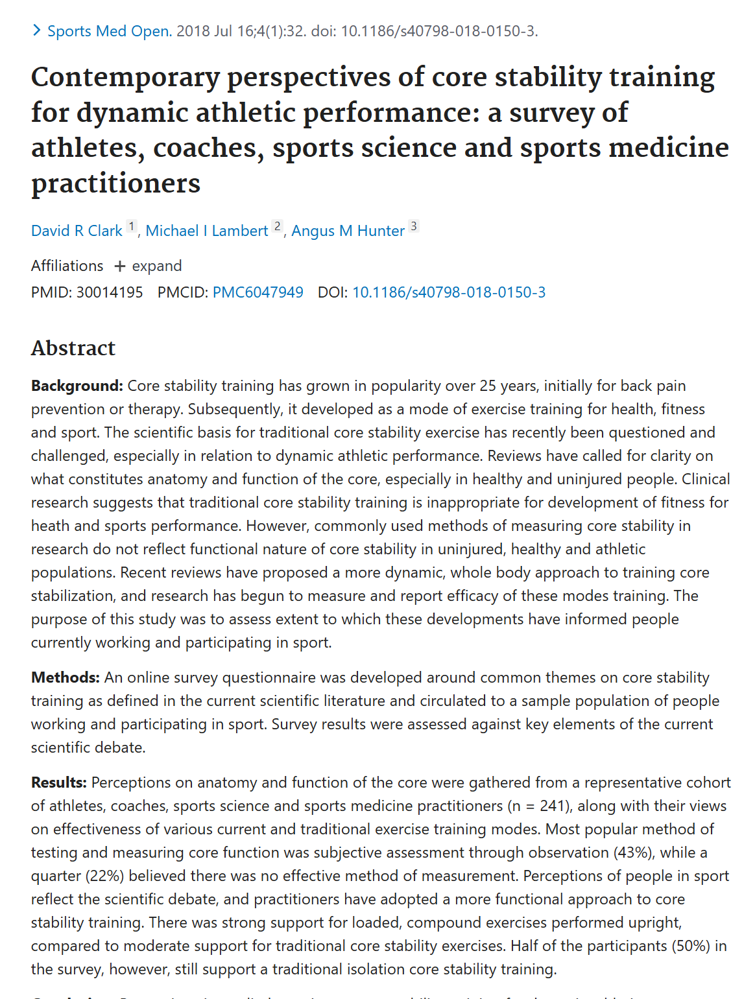 Sports Med Open. 2018 Jul 16;4(1):32. doi: 10.1186/s40798-018-0150-3.
Contemporary perspectives of core stability training
for dynamic athletic performance: a survey of
athletes, coaches, sports science and sports medicine
practitioners
David R Clark 1, Michael I Lambert 2, Angus M Hunter 3
Affiliations + expand
PMID: 30014195 PMCID: PMC6047949 DOI: 10.1186/s40798-018-0150-3
Abstract
Background: Core stability training has grown in popularity over 25 years, initially for back pain
prevention or therapy. Subsequently, it developed as a mode of exercise training for health, fitness
and sport. The scientific basis for traditional core stability exercise has recently been questioned and
challenged, especially in relation to dynamic athletic performance. Reviews have called for clarity on
what constitutes anatomy and function of the core, especially in healthy and uninjured people. Clinical
research suggests that traditional core stability training is inappropriate for development of fitness for
heath and sports performance. However, commonly used methods of measuring core stability in
research do not reflect functional nature of core stability in uninjured, healthy and athletic
populations. Recent reviews have proposed a more dynamic, whole body approach to training core
stabilization, and research has begun to measure and report efficacy of these modes training. The
purpose of this study was to assess extent to which these developments have informed people
currently working and participating in sport.
Methods: An online survey questionnaire was developed around common themes on core stability
training as defined in the current scientific literature and circulated to a sample population of people
working and participating in sport. Survey results were assessed against key elements of the current
scientific debate.
Results: Perceptions on anatomy and function of the core were gathered from a representative cohort
of athletes, coaches, sports science and sports medicine practitioners (n = 241), along with their views
on effectiveness of various current and traditional exercise training modes. Most popular method of
testing and measuring core function was subjective assessment through observation (43%), while a
quarter (22%) believed there was no effective method of measurement. Perceptions of people in sport
reflect the scientific debate, and practitioners have adopted a more functional approach to core
stability training. There was strong support for loaded, compound exercises performed upright,
compared to moderate support for traditional core stability exercises. Half of the participants (50%) in
the survey, however, still support a traditional isolation core stability training.